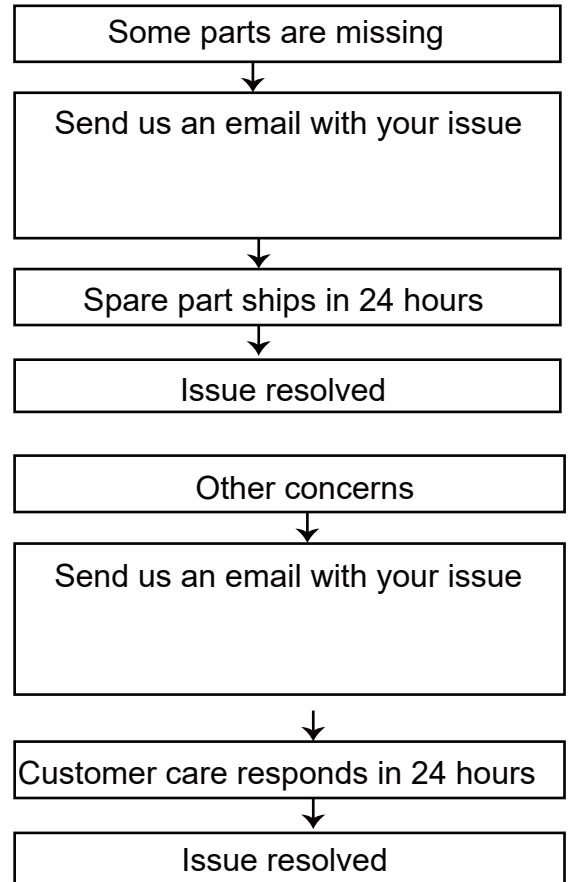 Some parts are missing
Send us an email with your issue
Spare part ships in 24 hours
Issue resolved
Other concerns
Send us an email with your issue
Customer care responds in 24 hours
Issue resolved